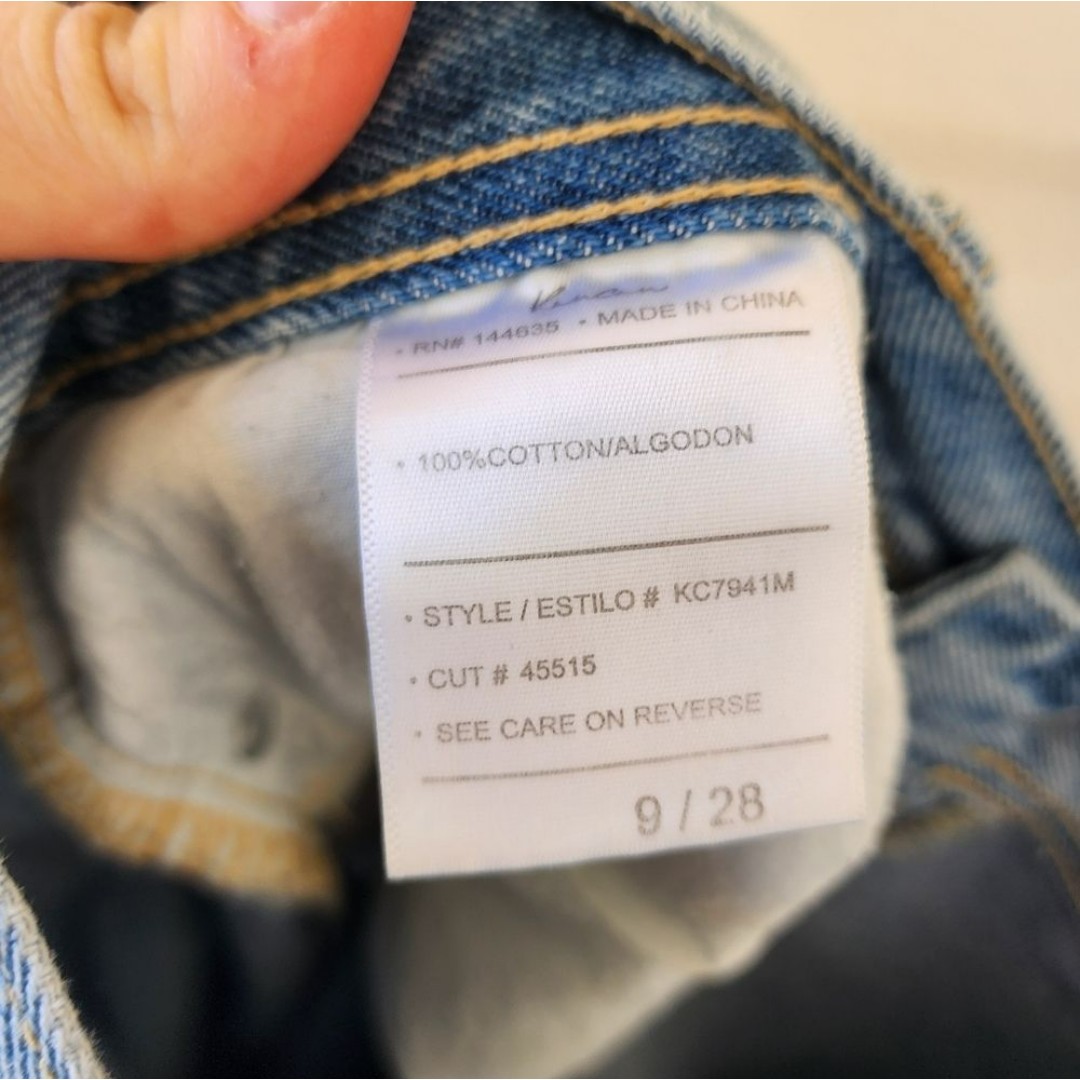 • RN# 144635 • MADE IN CHINA
• 100%COTTON/ALGODON
• STYLE / ESTILO # KC7941M
• CUT # 45515
• SEE CARE ON REVERSE
9 / 28